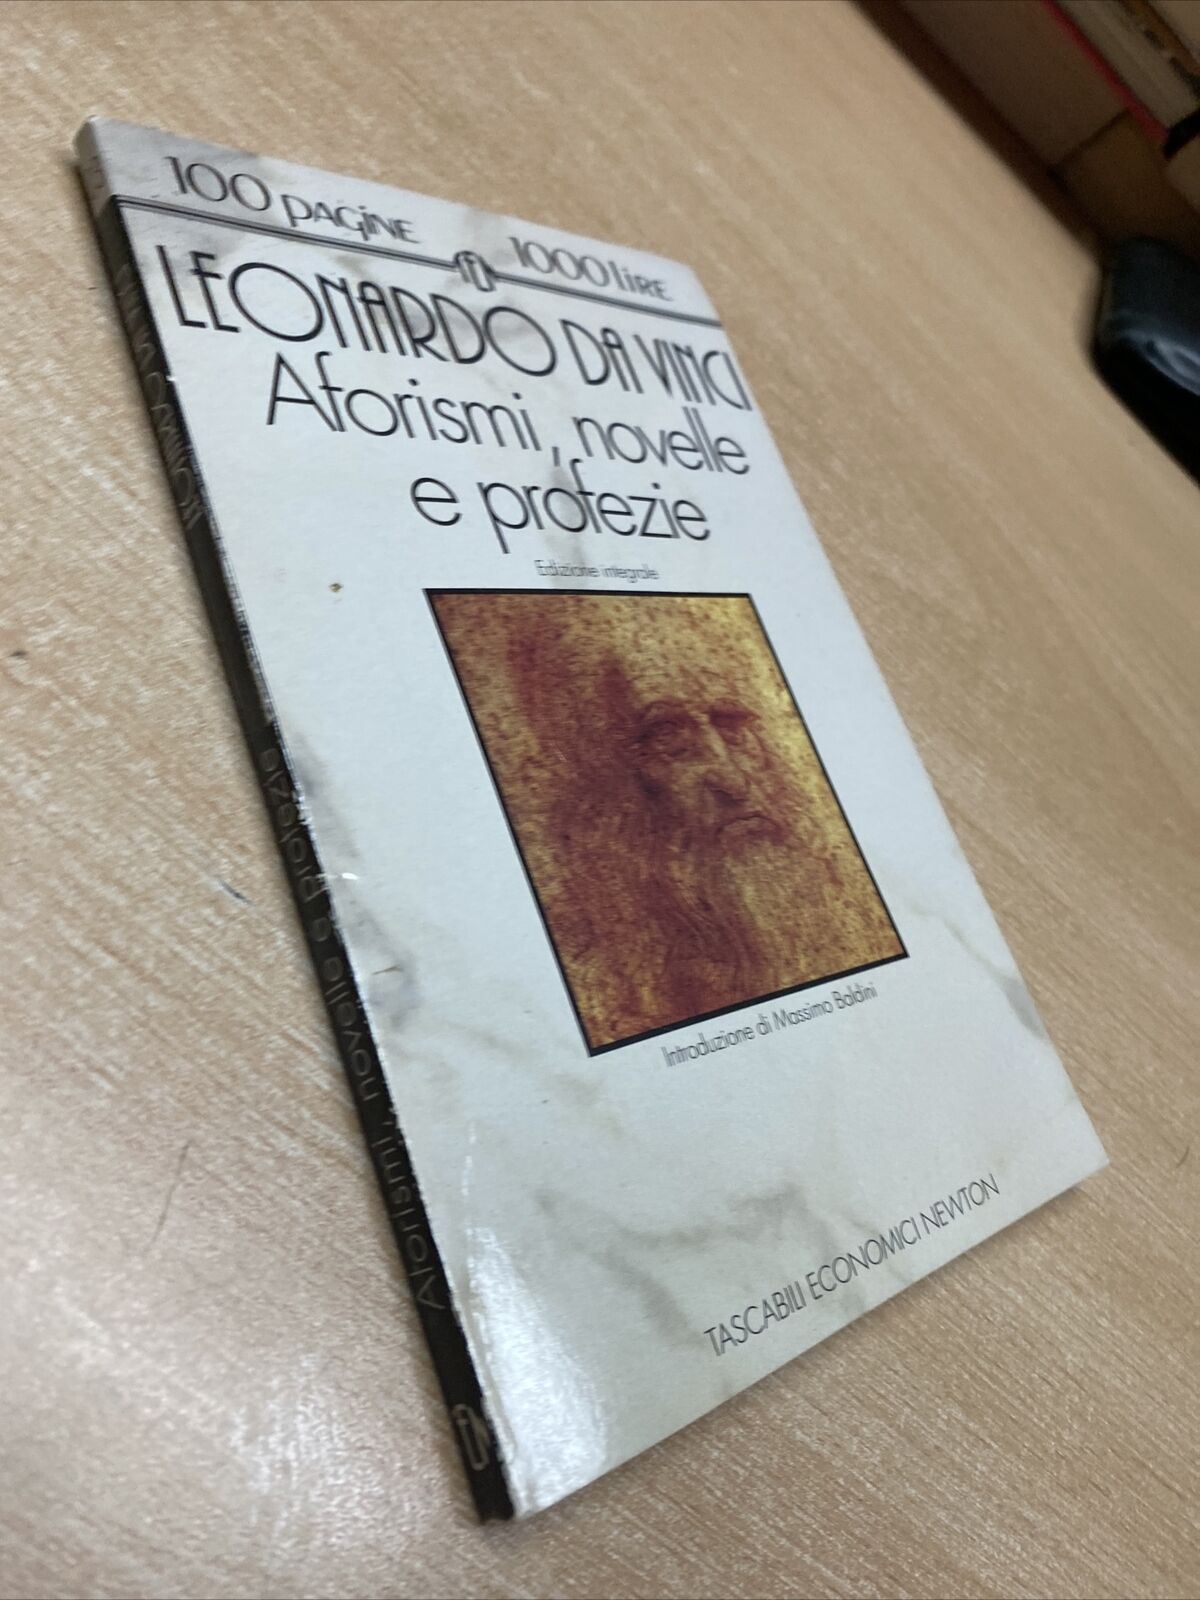 100 pagine 1000 lire
LEONARDO DA VINCI
Aforismi, novelle
e profezie
Edizione integrale
Introduzione di Massimo Baldini
TASCABILI ECONOMICI NEWTON
Aforismi, novelle e profezie